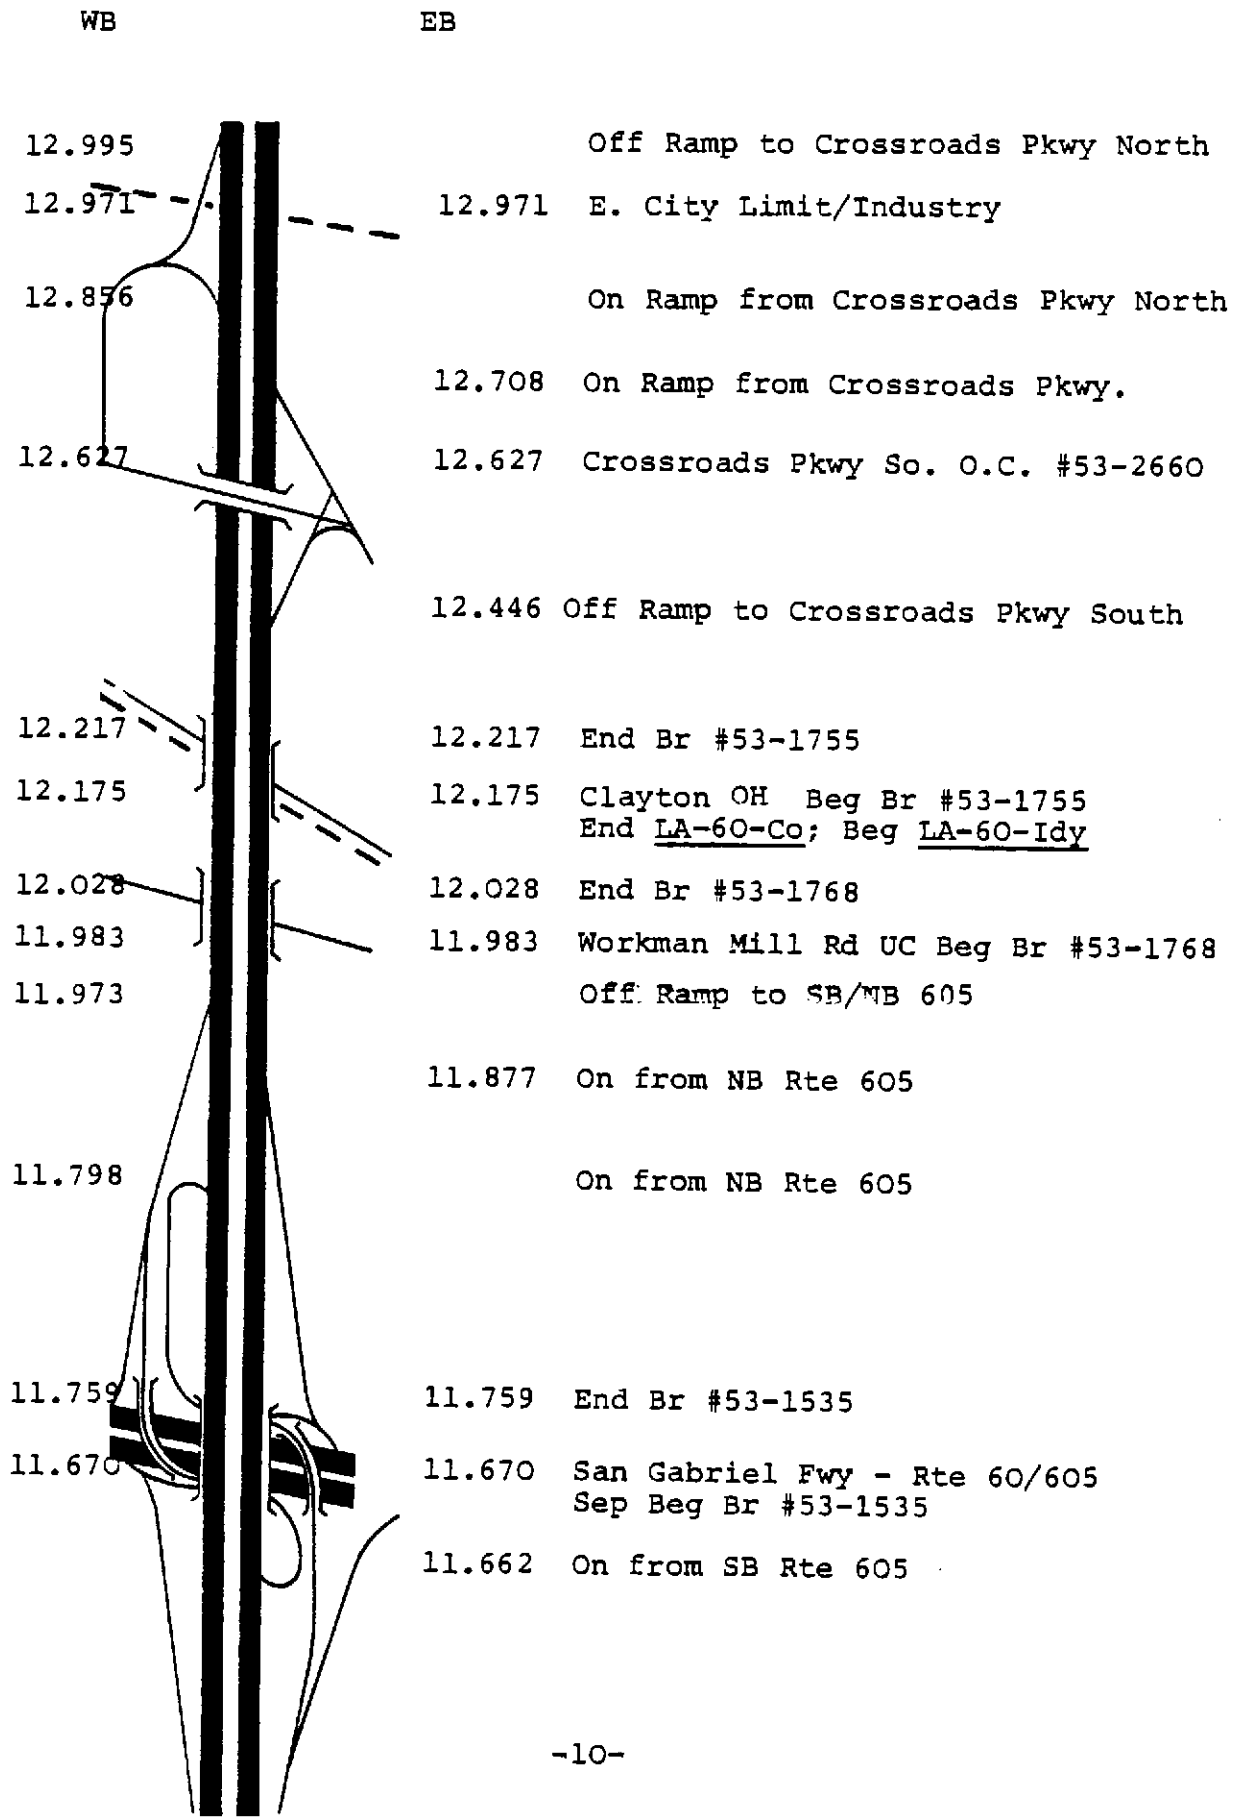 WB EB
12.995 Off Ramp to Crossroads Pkwy North
12.971 12.971 E. City Limit/Industry
12.856 On Ramp from Crossroads Pkwy North
12.708 On Ramp from Crossroads Pkwy.
12.627 12.627 Crossroads Pkwy So. O.C. #53-2660
12.446 Off Ramp to Crossroads Pkwy South
12.217 12.217 End Br #53-1755
12.175 12.175 Clayton OH Beg Br #53-1755
End LA-60-Co; Beg LA-60-Idy
12.028 12.028 End Br #53-1768
11.983 11.983 Workman Mill Rd UC Beg Br #53-1768
11.973 Off Ramp to SB/NB 605
11.877 On from NB Rte 605
11.798 On from NB Rte 605
11.759 11.759 End Br #53-1535
11.670 11.670 San Gabriel Fwy - Rte 60/605
Sep Beg Br #53-1535
11.662 On from SB Rte 605
-10-